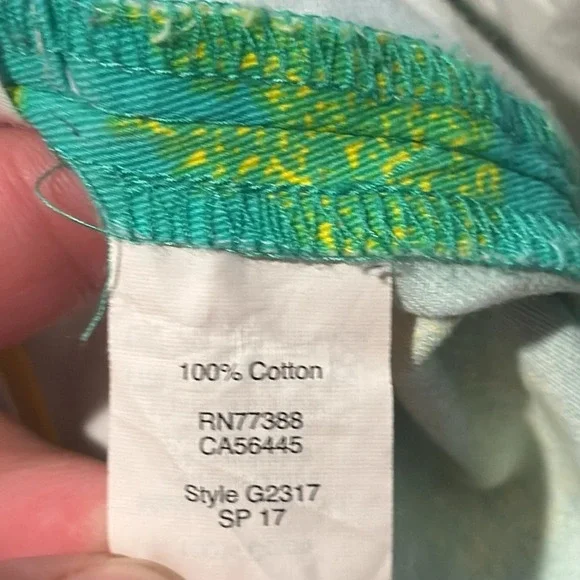 100% Cotton
RN77388
CA56445
Style G2317
SP 17